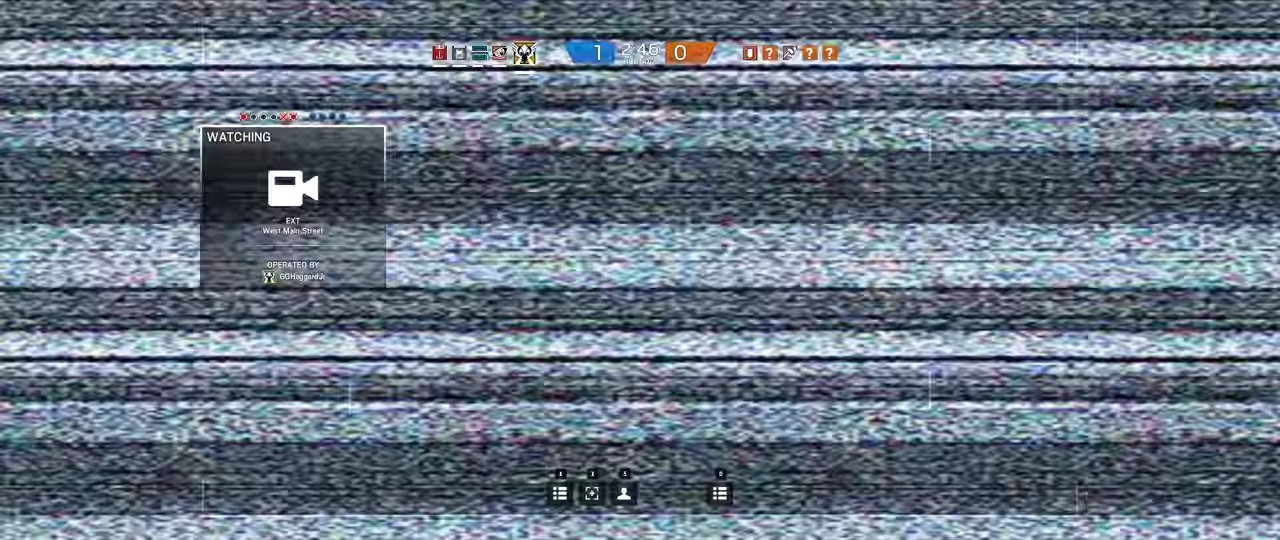 1 2:46 0
? ? ?
WATCHING
EXT
West Main Street
OPERATED BY